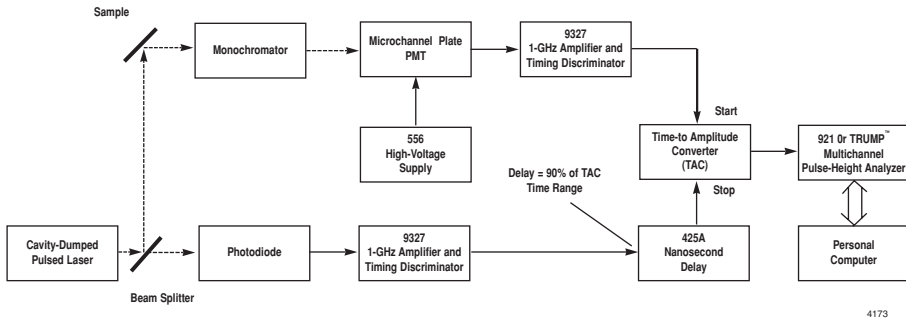 Sample
Monochromator
Microchannel Plate
PMT
9327
1-GHz Amplifier and
Timing Discriminator
Start
556
High-Voltage
Supply
Time-to Amplitude
Converter
(TAC)
921 0r TRUMP™
Multichannel
Pulse-Height Analyzer
Delay = 90% of TAC
Time Range
Stop
Cavity-Dumped
Pulsed Laser
Photodiode
9327
1-GHz Amplifier and
Timing Discriminator
425A
Nanosecond
Delay
Personal
Computer
Beam Splitter
4173